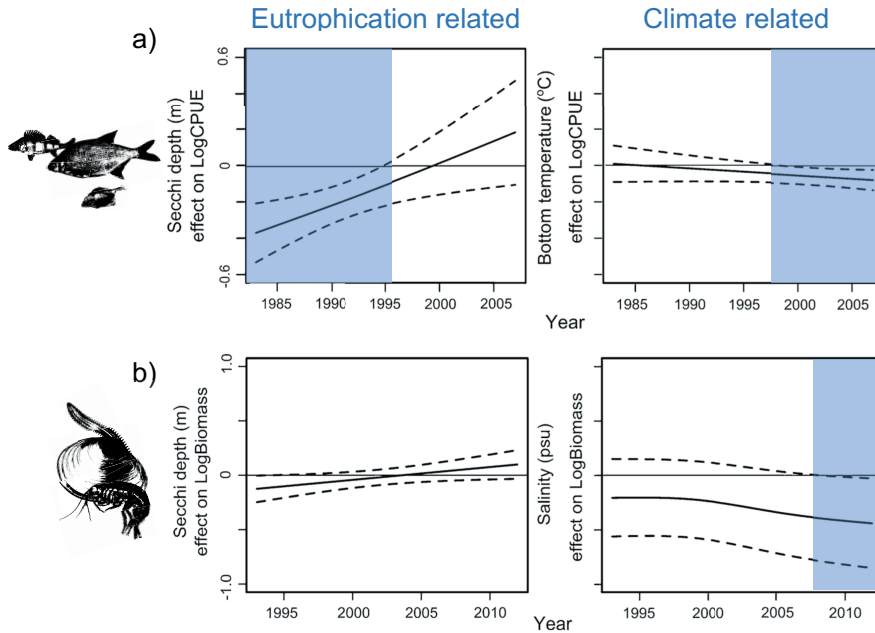 Eutrophication related
Climate related
a)
Secchi depth (m)
effect on LogCPUE
0.6
0
-0.6
1985 1990 1995 2000 2005
Bottom temperature (ºC)
effect on LogCPUE
1985 1990 1995 2000 2005
Year
b)
Secchi depth (m)
effect on LogBiomass
1.0
0
-1.0
1995 2000 2005 2010
Salinity (psu)
effect on LogBiomass
1995 2000 2005 2010
Year